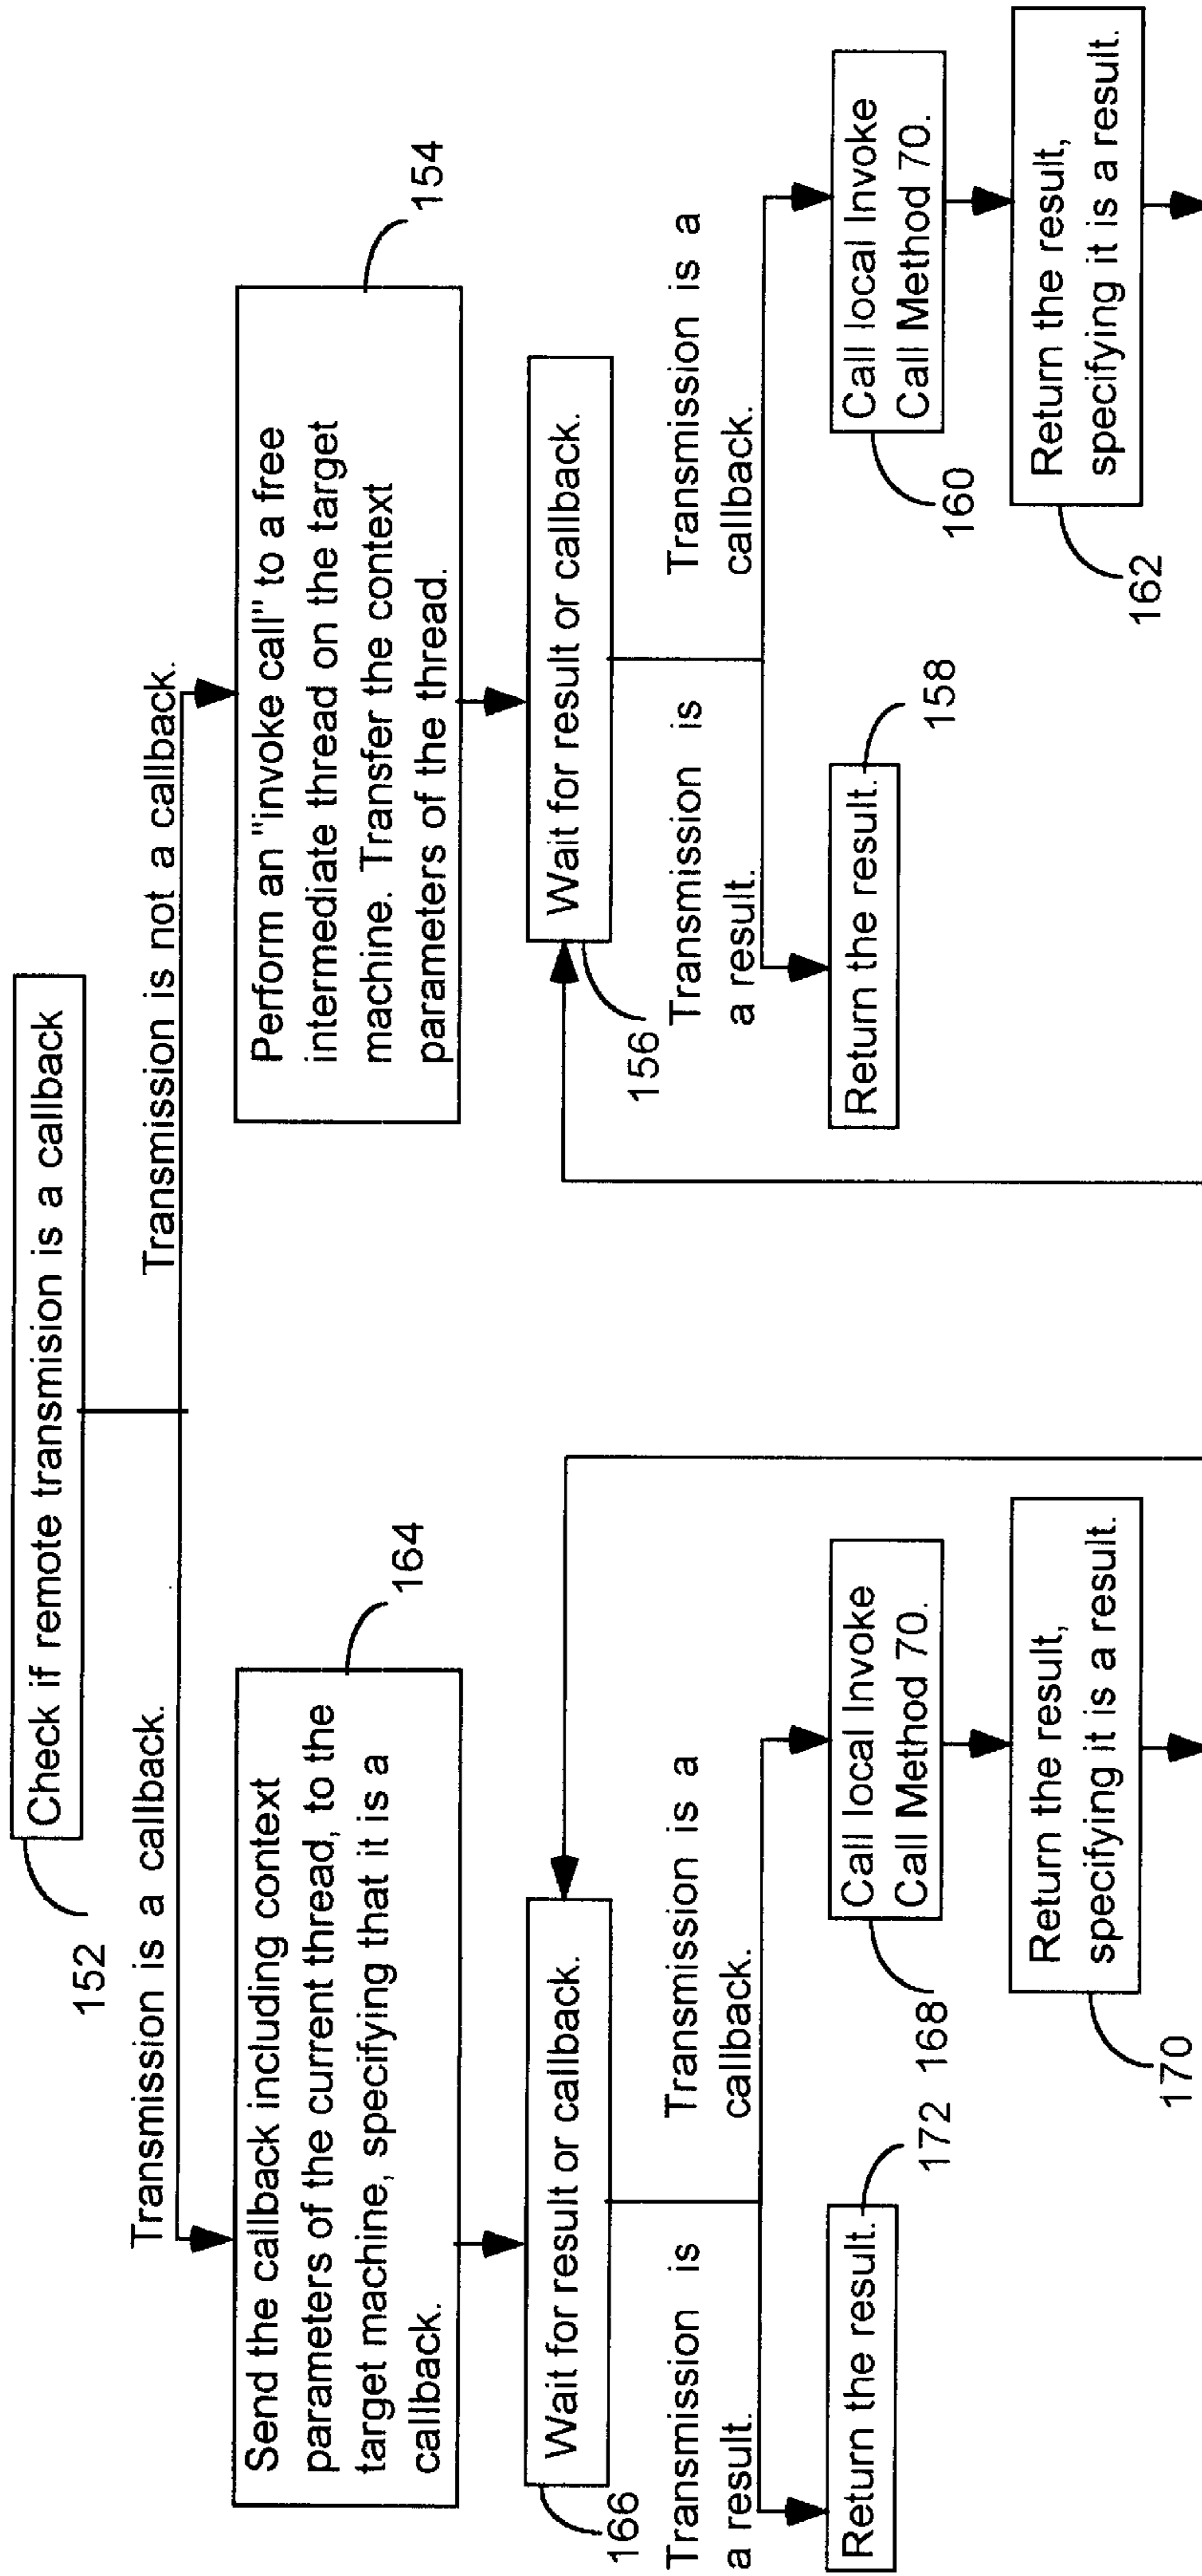 Check if remote transmision is a callback
152
Transmission is a callback.
Transmission is not a callback.
Send the callback including context
parameters of the current thread, to the
target machine, specifying that it is a
callback.
164
Perform an "invoke call" to a free
intermediate thread on the target
machine. Transfer the context
parameters of the thread.
154
Wait for result or callback.
166
Wait for result or callback.
156
Transmission is
a result.
Transmission is a
callback.
Transmission is
a result.
Transmission is a
callback.
Return the result.
172
Call local Invoke
Call Method 70.
168
Return the result.
158
Call local Invoke
Call Method 70.
160
Return the result,
specifying it is a result.
170
Return the result,
specifying it is a result.
162